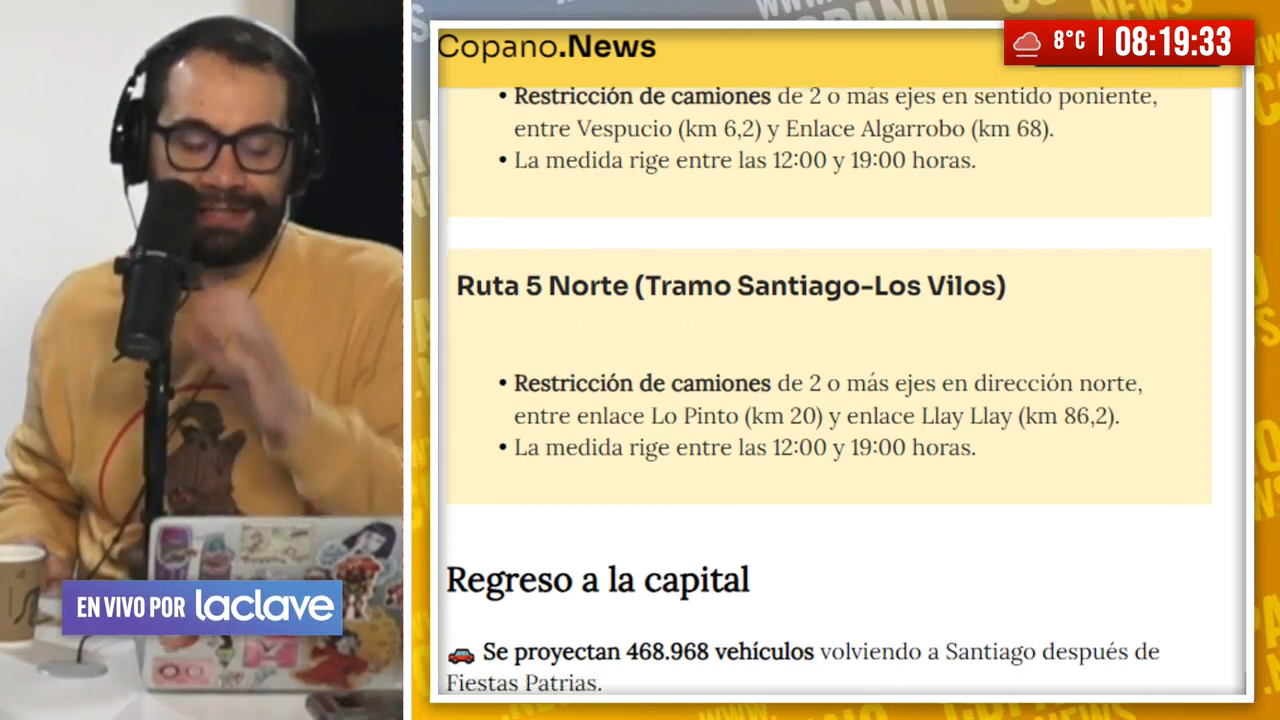 Copano.News
8°C | 08:19:33
• Restricción de camiones de 2 o más ejes en sentido poniente,
entre Vespucio (km 6,2) y Enlace Algarrobo (km 68).
• La medida rige entre las 12:00 y 19:00 horas.
Ruta 5 Norte (Tramo Santiago-Los Vilos)
• Restricción de camiones de 2 o más ejes en dirección norte,
entre enlace Lo Pinto (km 20) y enlace Llay Llay (km 86,2).
• La medida rige entre las 12:00 y 19:00 horas.
Regreso a la capital
🚗 Se proyectan 468.968 vehículos volviendo a Santiago después de
Fiestas Patrias.
EN VIVO POR laclave